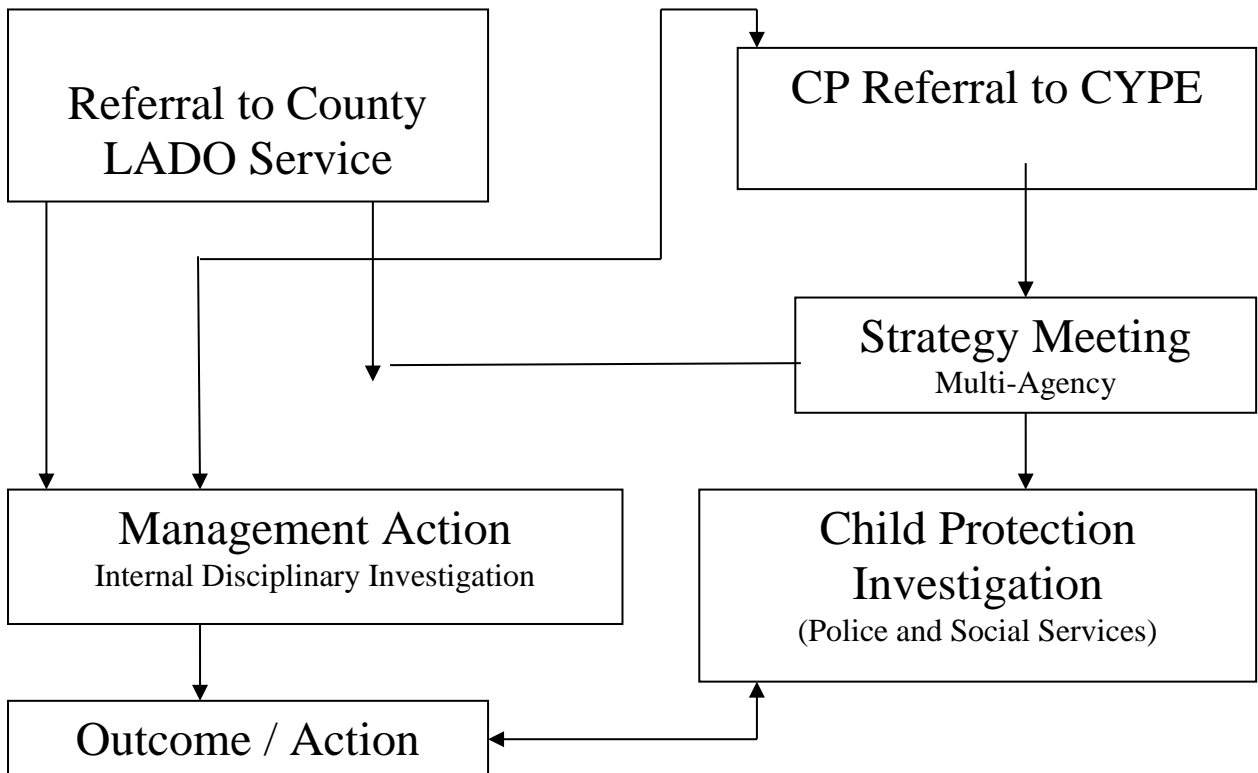 Referral to County
LADO Service
CP Referral to CYPE
Strategy Meeting
Multi-Agency
Management Action
Internal Disciplinary Investigation
Child Protection
Investigation
(Police and Social Services)
Outcome / Action